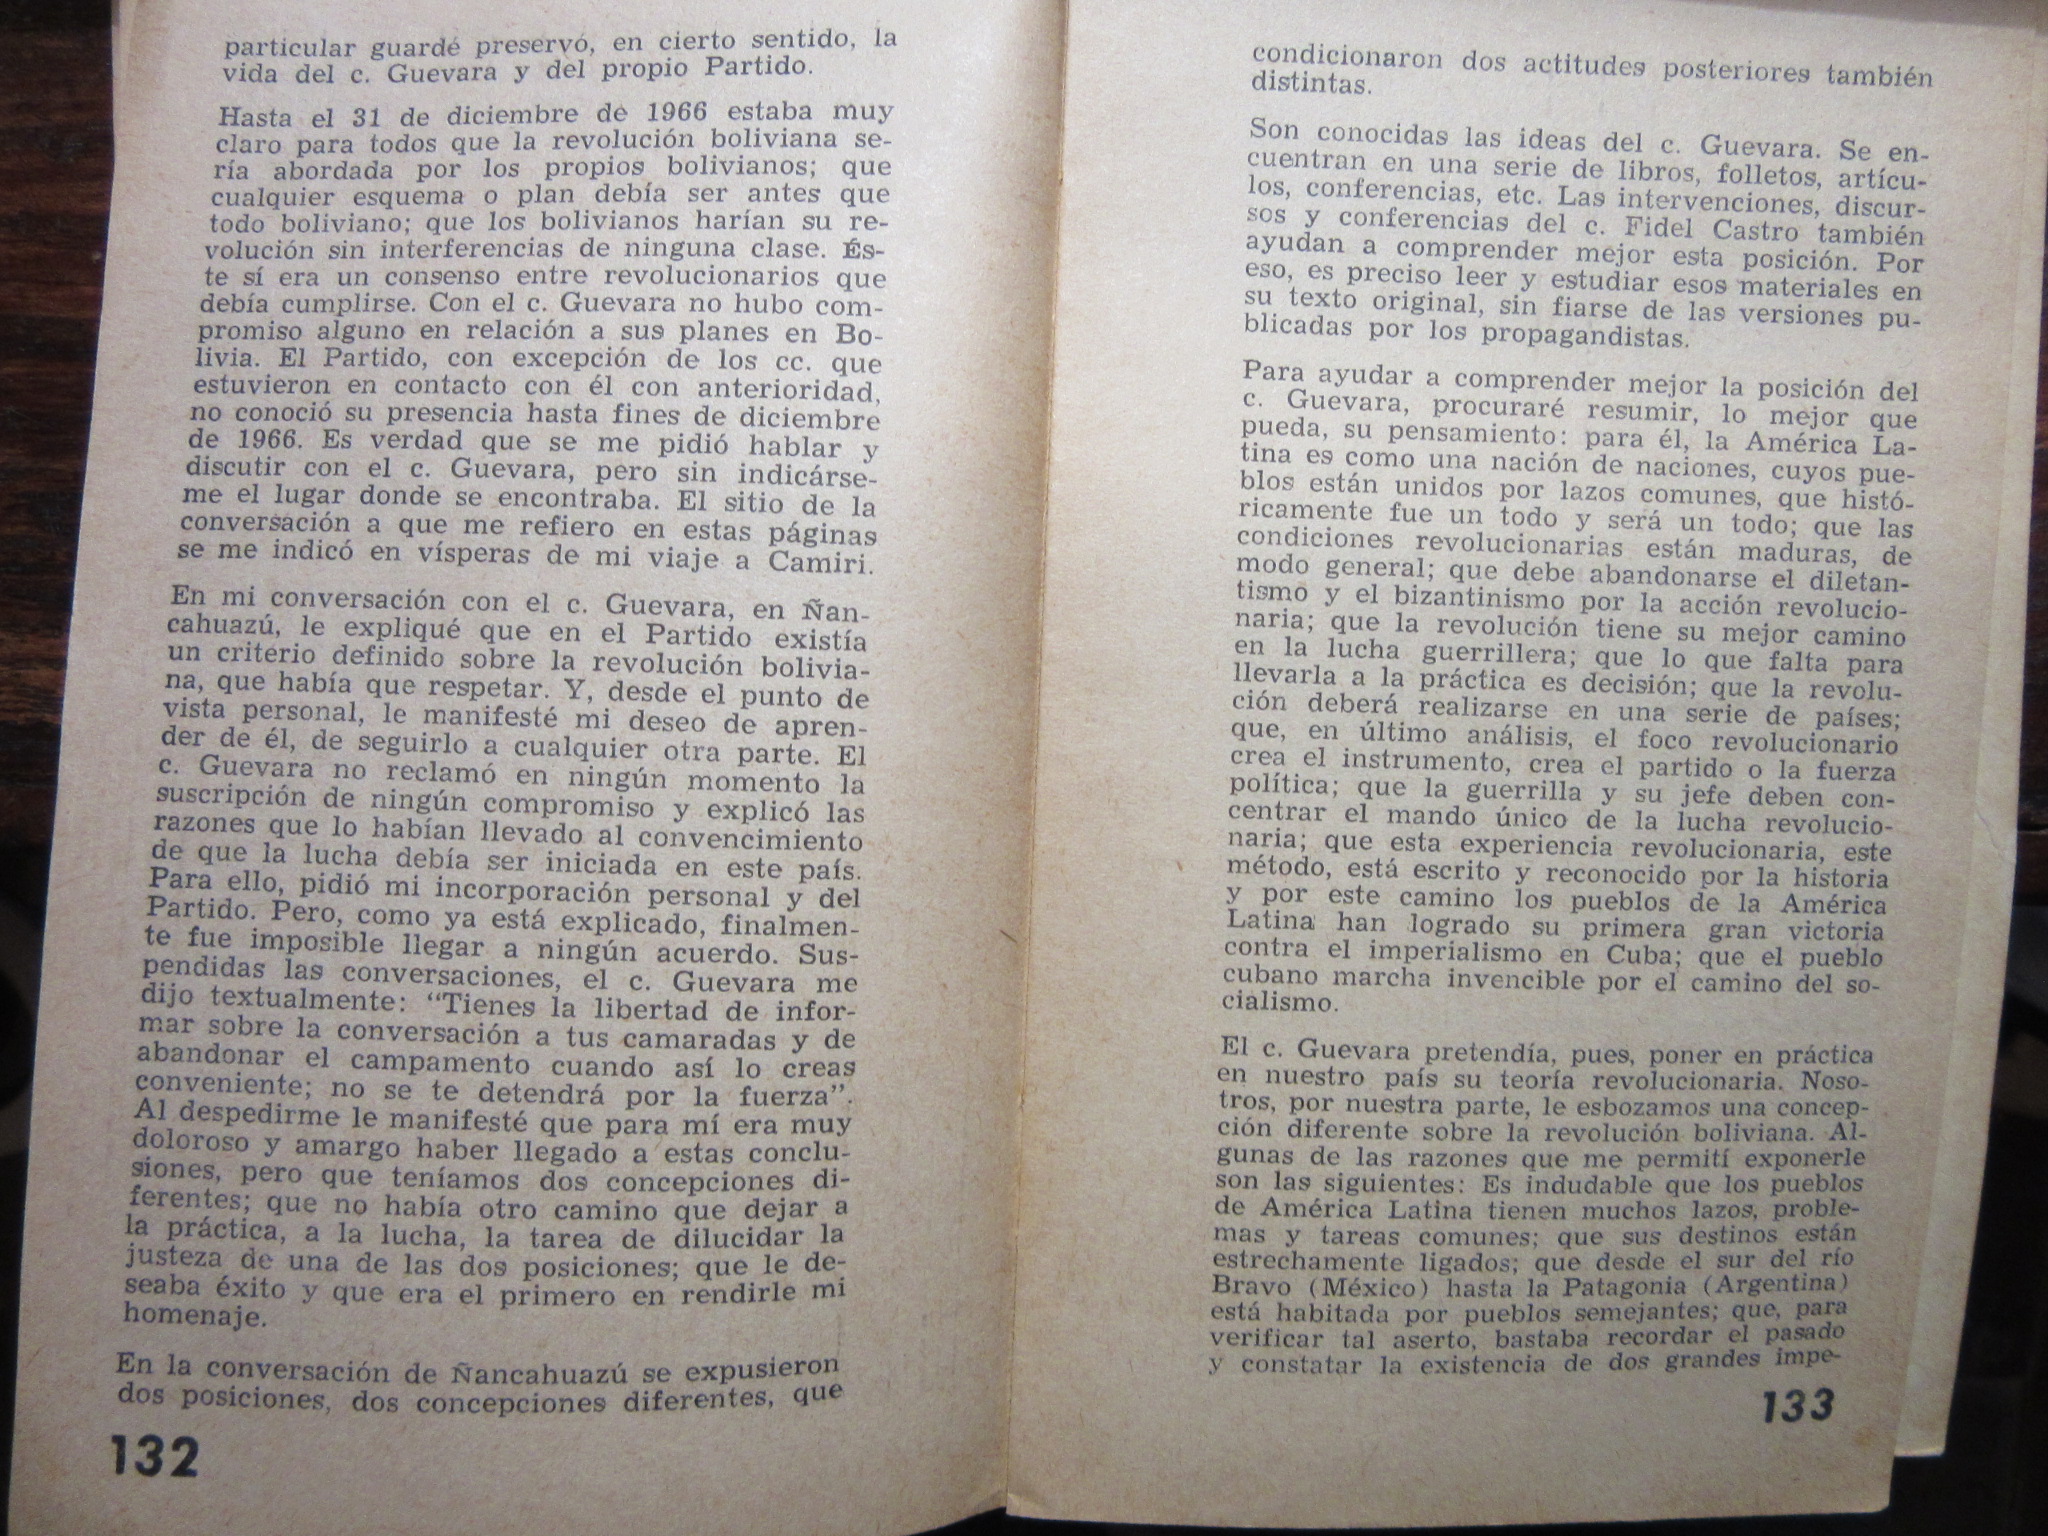 particular guardé preservó, en cierto sentido, la
vida del c. Guevara y del propio Partido.
Hasta el 31 de diciembre de 1966 estaba muy
claro para todos que la revolución boliviana se-
ría abordada por los propios bolivianos; que
cualquier esquema o plan debía ser antes que
todo boliviano; que los bolivianos harían su re-
volución sin interferencias de ninguna clase. És-
te sí era un consenso entre revolucionarios que
debía cumplirse. Con el c. Guevara no hubo com-
promiso alguno en relación a sus planes en Bo-
livia. El Partido, con excepción de los cc. que
estuvieron en contacto con él con anterioridad,
no conoció su presencia hasta fines de diciembre
de 1966. Es verdad que se me pidió hablar y
discutir con el c. Guevara, pero sin indicárse-
me el lugar donde se encontraba. El sitio de la
conversación a que me refiero en estas páginas
se me indicó en vísperas de mi viaje a Camiri.
En mi conversación con el c. Guevara, en Ñan-
cahuazú, le expliqué que en el Partido existía
un criterio definido sobre la revolución bolivia-
na, que había que respetar. Y, desde el punto de
vista personal, le manifesté mi deseo de apren-
der de él, de seguirlo a cualquier otra parte. El
c. Guevara no reclamó en ningún momento la
suscripción de ningún compromiso y explicó las
razones que lo habían llevado al convencimiento
de que la lucha debía ser iniciada en este país.
Para ello, pidió mi incorporación personal y del
Partido. Pero, como ya está explicado, finalmen-
te fue imposible llegar a ningún acuerdo. Sus-
pendidas las conversaciones, el c. Guevara me
dijo textualmente: “Tienes la libertad de infor-
mar sobre la conversación a tus camaradas y de
abandonar el campamento cuando así lo creas
conveniente; no se te detendrá por la fuerza”.
Al despedirme le manifesté que para mí era muy
doloroso y amargo haber llegado a estas conclu-
siones, pero que teníamos dos concepciones di-
ferentes; que no había otro camino que dejar a
la práctica, a la lucha, la tarea de dilucidar la
justeza de una de las dos posiciones; que le de-
seaba éxito y que era el primero en rendirle mi
homenaje.
En la conversación de Ñancahuazú se expusieron
dos posiciones, dos concepciones diferentes, que
132
condicionaron dos actitudes posteriores también
distintas.
Son conocidas las ideas del c. Guevara. Se en-
cuentran en una serie de libros, folletos, artícu-
los, conferencias, etc. Las intervenciones, discur-
sos y conferencias del c. Fidel Castro también
ayudan a comprender mejor esta posición. Por
eso, es preciso leer y estudiar esos materiales en
su texto original, sin fiarse de las versiones pu-
blicadas por los propagandistas.
Para ayudar a comprender mejor la posición del
c. Guevara, procuraré resumir, lo mejor que
pueda, su pensamiento: para él, la América La-
tina es como una nación de naciones, cuyos pue-
blos están unidos por lazos comunes, que histó-
ricamente fue un todo y será un todo; que las
condiciones revolucionarias están maduras, de
modo general; que debe abandonarse el diletan-
tismo y el bizantinismo por la acción revolucio-
naria; que la revolución tiene su mejor camino
en la lucha guerrillera; que lo que falta para
llevarla a la práctica es decisión; que la revolu-
ción deberá realizarse en una serie de países;
que, en último análisis, el foco revolucionario
crea el instrumento, crea el partido o la fuerza
política; que la guerrilla y su jefe deben con-
centrar el mando único de la lucha revolucio-
naria; que esta experiencia revolucionaria, este
método, está escrito y reconocido por la historia
y por este camino los pueblos de la América
Latina han logrado su primera gran victoria
contra el imperialismo en Cuba; que el pueblo
cubano marcha invencible por el camino del so-
cialismo.
El c. Guevara pretendía, pues, poner en práctica
en nuestro país su teoría revolucionaria. Noso-
tros, por nuestra parte, le esbozamos una concep-
ción diferente sobre la revolución boliviana. Al-
gunas de las razones que me permití exponerle
son las siguientes: Es indudable que los pueblos
de América Latina tienen muchos lazos, proble-
mas y tareas comunes; que sus destinos están
estrechamente ligados; que desde el sur del río
Bravo (México) hasta la Patagonia (Argentina)
está habitada por pueblos semejantes; que, para
verificar tal aserto, bastaba recordar el pasado
y constatar la existencia de dos grandes impe-
133